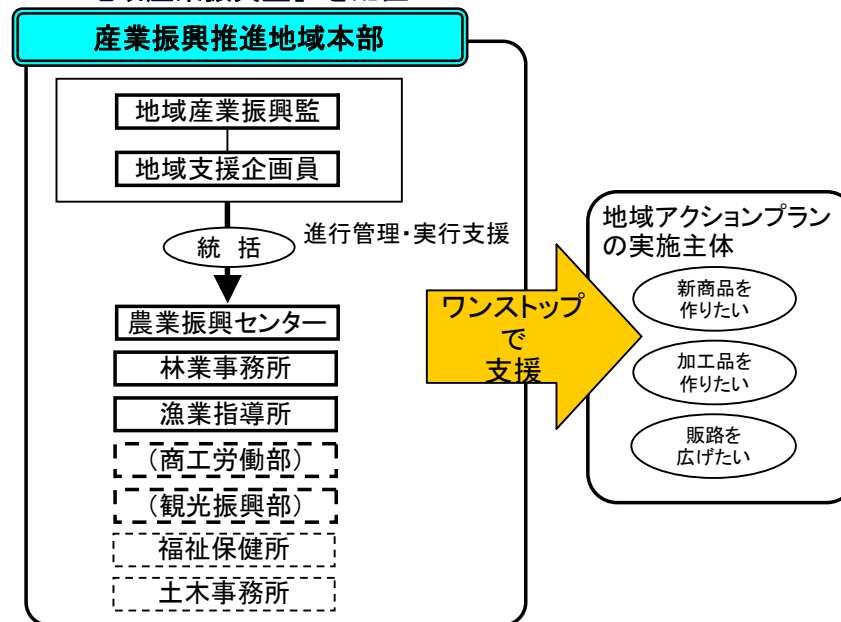 産業振興推進地域本部
地域産業振興監
地域支援企画員
統 括
進行管理・実行支援
農業振興センター
林業事務所
漁業指導所
(商工労働部)
(観光振興部)
福祉保健所
土木事務所
ワンストップ
で
支援
地域アクションプラン
の実施主体
新商品を
作りたい
加工品を
作りたい
販路を
広げたい